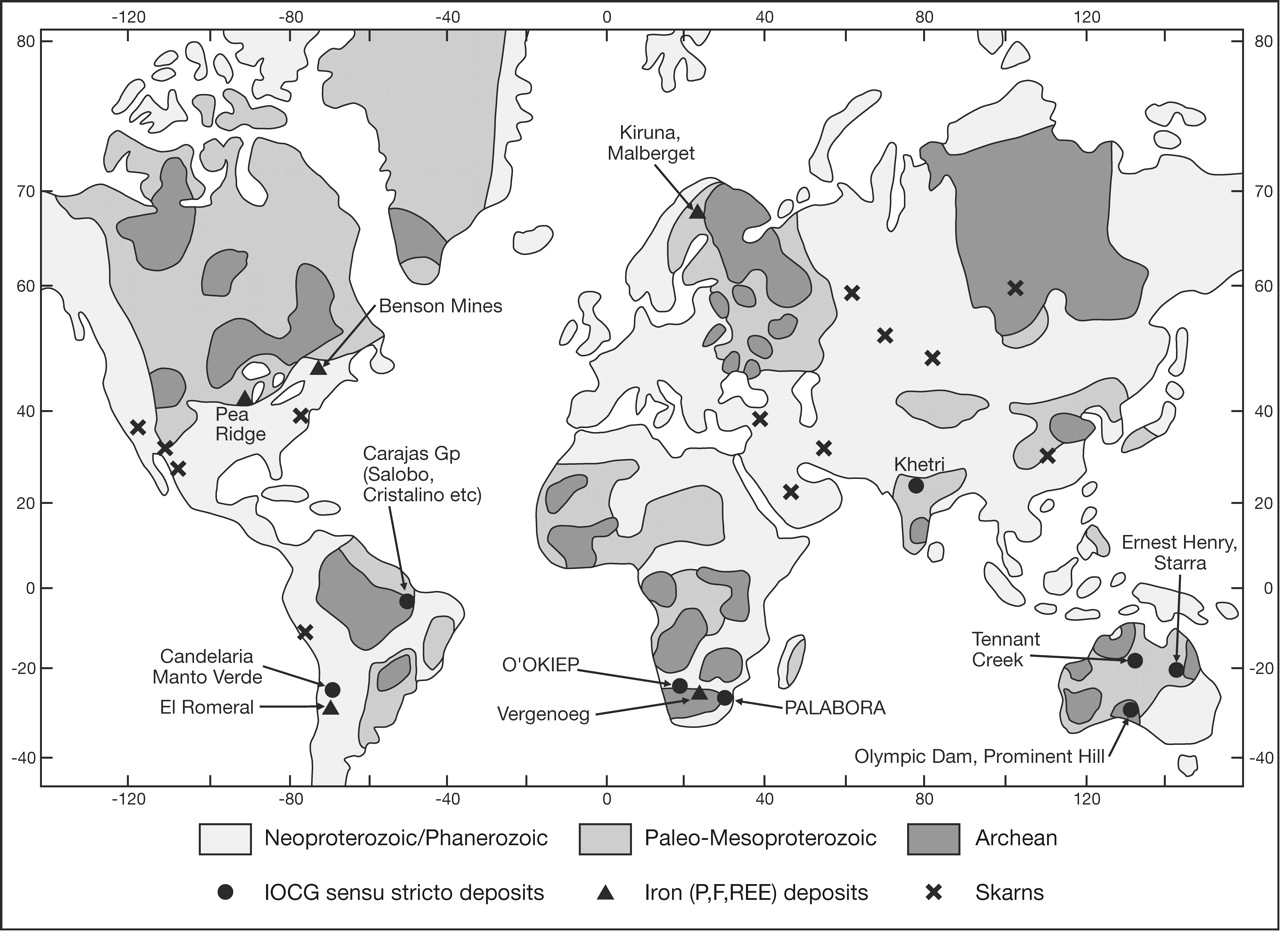 -120 -80 -40 0 40 80 120
80 80
Kiruna,
Malberget
70 70
60 60
Benson Mines
40 40
Pea
Ridge
Carajas Gp
(Salobo,
Cristalino etc)
Khetri
20 20
Ernest Henry,
Starra
0 0
Tennant
Creek
Candelaria
Manto Verde
O'OKIEP
-20 -20
El Romeral
Vergenoeg
PALABORA
Olympic Dam, Prominent Hill
-40 -40
-120 -80 -40 0 40 80 120
Neoproterozoic/Phanerozoic Paleo-Mesoproterozoic Archean
IOCG sensu stricto deposits Iron (P,F,REE) deposits Skarns